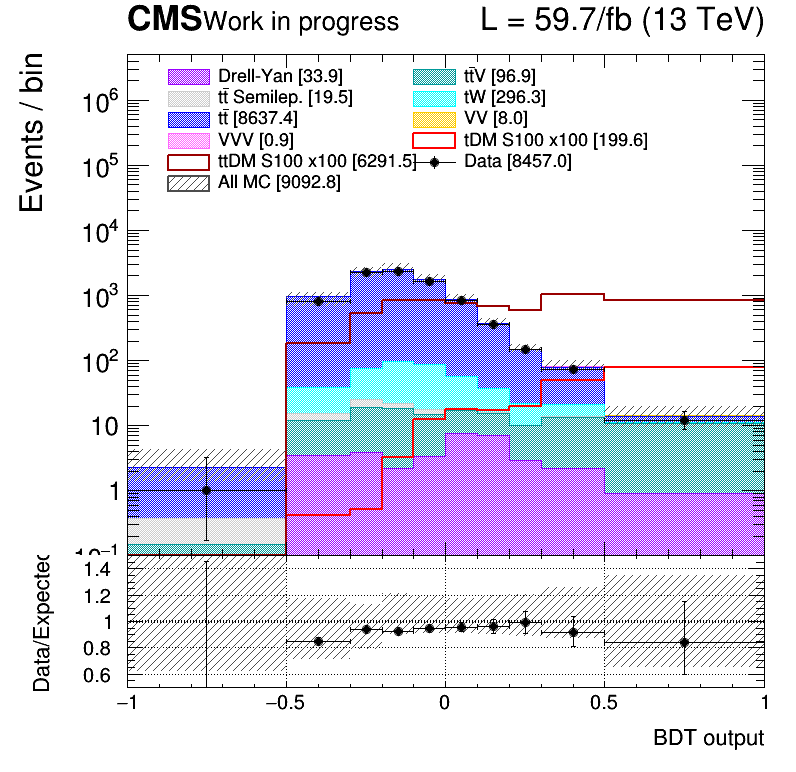 CMS Work in progress L = 59.7/fb (13 TeV)
Events / bin
Drell-Yan [33.9] tt̄V [96.9]
tt̄ Semilep. [19.5] tW [296.3]
tt̄ [8637.4] VV [8.0]
VVV [0.9] tDM S100 x100 [199.6]
ttDM S100 x100 [6291.5] Data [8457.0]
All MC [9092.8]
10⁶
10⁵
10⁴
10³
10²
10
1
10⁻¹
Data/Expected
1.4
1.2
1
0.8
0.6
−1 −0.5 0 0.5 1
BDT output